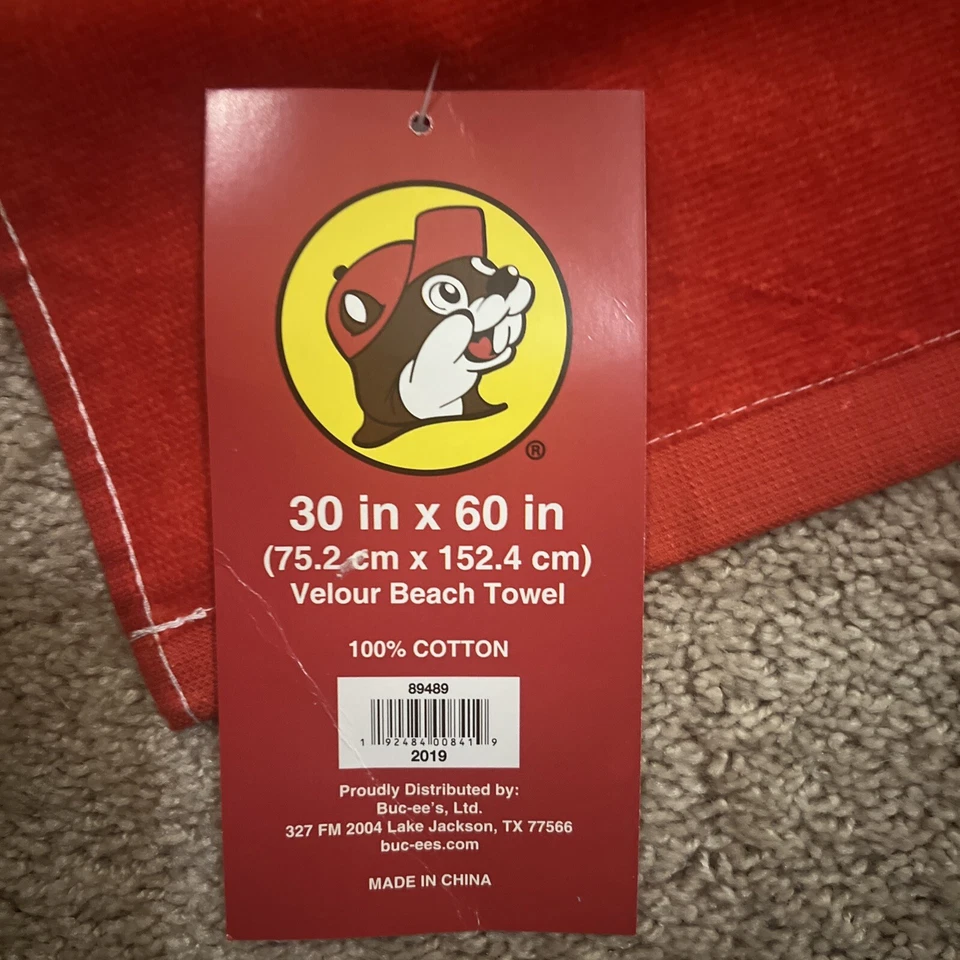 ®
30 in x 60 in
(75.2 cm x 152.4 cm)
Velour Beach Towel
100% COTTON
89489
1 92484 00841 9
2019
Proudly Distributed by:
Buc-ee's, Ltd.
327 FM 2004 Lake Jackson, TX 77566
buc-ees.com
MADE IN CHINA